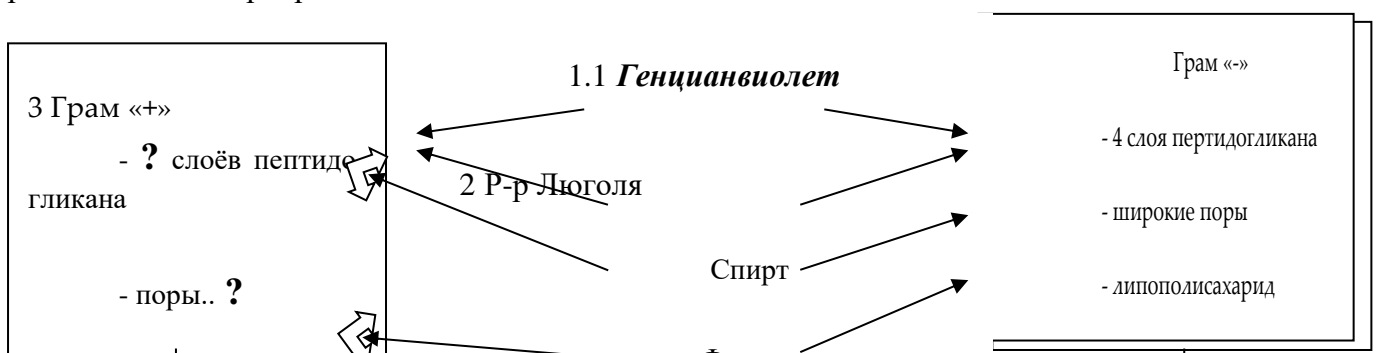 1.1 Генцианвиолет
Грам «-»
3 Грам «+»
- ? слоёв пептидо
гликана
- 4 слоя пертидогликана
2 Р-р Люголя
- широкие поры
Спирт
- поры.. ?
- липополисахарид